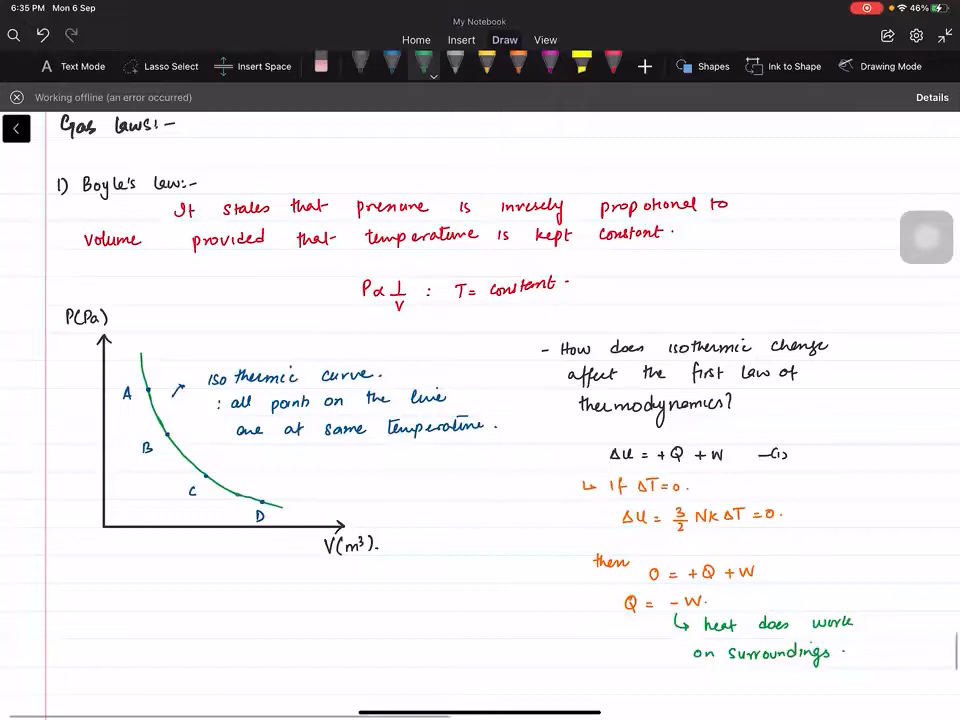 6:35 PM Mon 6 Sep
46%
My Notebook
Home Insert Draw View
Text Mode Lasso Select Insert Space Shapes Ink to Shape Drawing Mode
Working offline (an error occurred) Details
Gas laws:-
1) Boyle's law:-
It states that pressure is inversely proportional to
volume provided that temperature is kept constant.
P ∝ 1/V : T = constant.
P(Pa)
A
B
C
D
V(m³).
iso thermic curve.
: all points on the line
are at same temperature.
- How does isothermic change
affect the first law of
thermodynamics?
ΔU = +Q + W —(1)
↳ If ΔT=0.
ΔU = 3/2 NK ΔT = 0.
then
0 = +Q + W
Q = - W.
↳ heat does work
on surroundings.